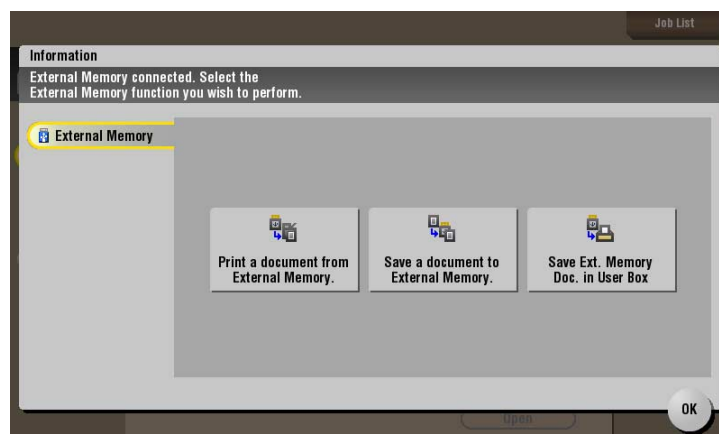 Job List
Information
External Memory connected. Select the
External Memory function you wish to perform.
External Memory
Print a document from
External Memory.
Save a document to
External Memory.
Save Ext. Memory
Doc. in User Box
OK
Open